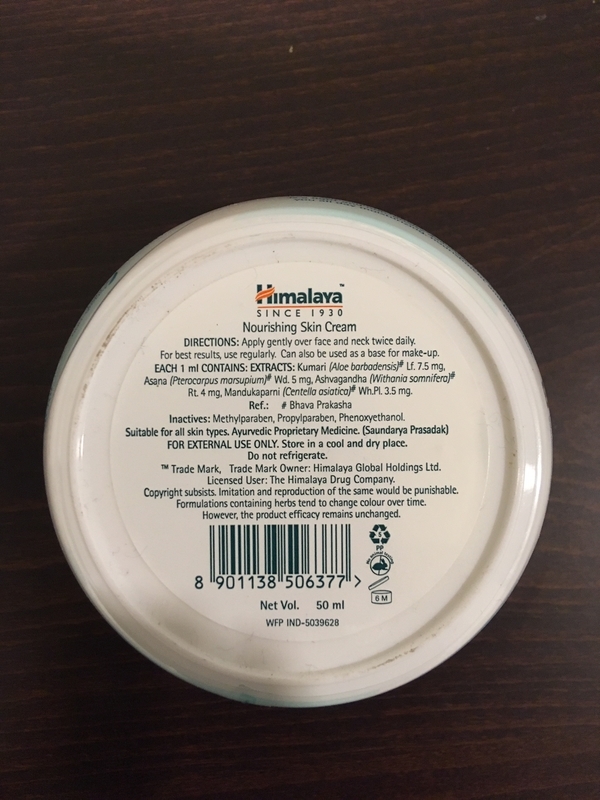 Himalaya™
SINCE 1930
Nourishing Skin Cream
DIRECTIONS: Apply gently over face and neck twice daily.
For best results, use regularly. Can also be used as a base for make-up.
EACH 1 ml CONTAINS: EXTRACTS: Kumari (Aloe barbadensis)# Lf. 7.5 mg,
Asana (Pterocarpus marsupium)# Wd. 5 mg, Ashvagandha (Withania somnifera)#
Rt. 4 mg, Mandukaparni (Centella asiatica)# Wh.Pl. 3.5 mg.
Ref.: # Bhava Prakasha
Inactives: Methylparaben, Propylparaben, Phenoxyethanol.
Suitable for all skin types. Ayurvedic Proprietary Medicine. (Saundarya Prasadak)
FOR EXTERNAL USE ONLY. Store in a cool and dry place.
Do not refrigerate.
™ Trade Mark, Trade Mark Owner: Himalaya Global Holdings Ltd.
Licensed User: The Himalaya Drug Company.
Copyright subsists. Imitation and reproduction of the same would be punishable.
Formulations containing herbs tend to change colour over time.
However, the product efficacy remains unchanged.
5
PP
8 901138 506377 >
6 M
Net Vol. 50 ml
WFP IND-5039628